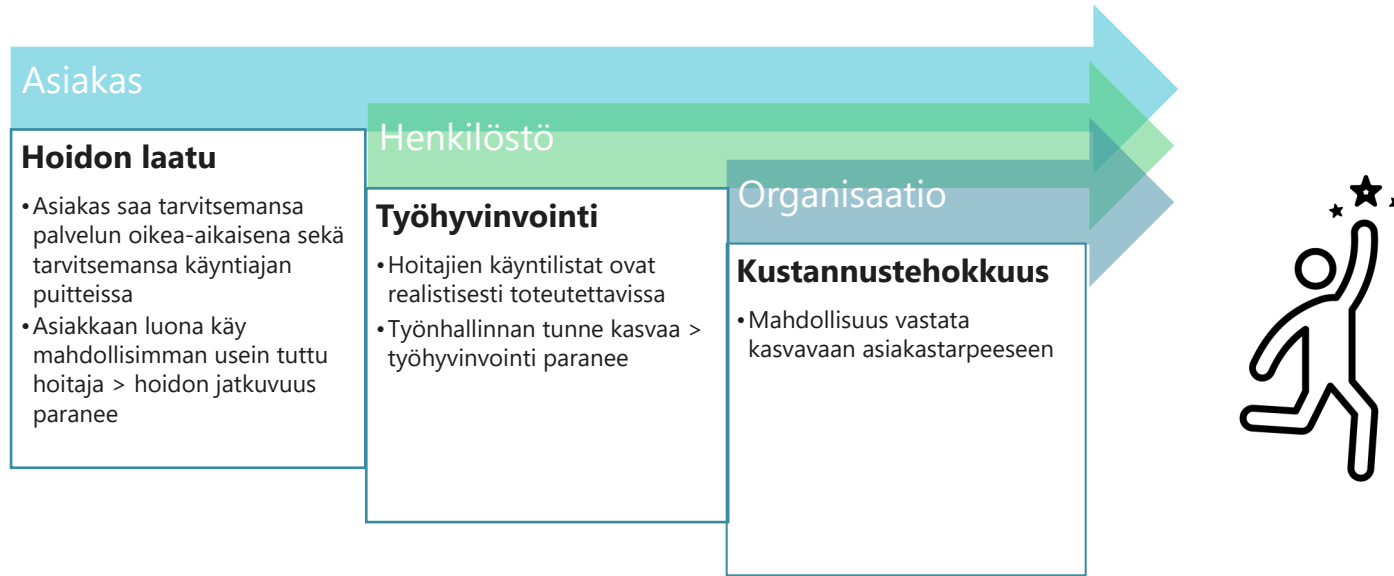 Asiakas
Hoidon laatu
•Asiakas saa tarvitsemansa
palvelun oikea-aikaisena sekä
tarvitsemansa käyntiajan
puitteissa
•Asiakkaan luona käy
mahdollisimman usein tuttu
hoitaja > hoidon jatkuvuus
paranee
Henkilöstö
Työhyvinvointi
•Hoitajien käyntilistat ovat
realistisesti toteutettavissa
•Työnhallinnan tunne kasvaa >
työhyvinvointi paranee
Organisaatio
Kustannustehokkuus
•Mahdollisuus vastata
kasvavaan asiakastarpeeseen